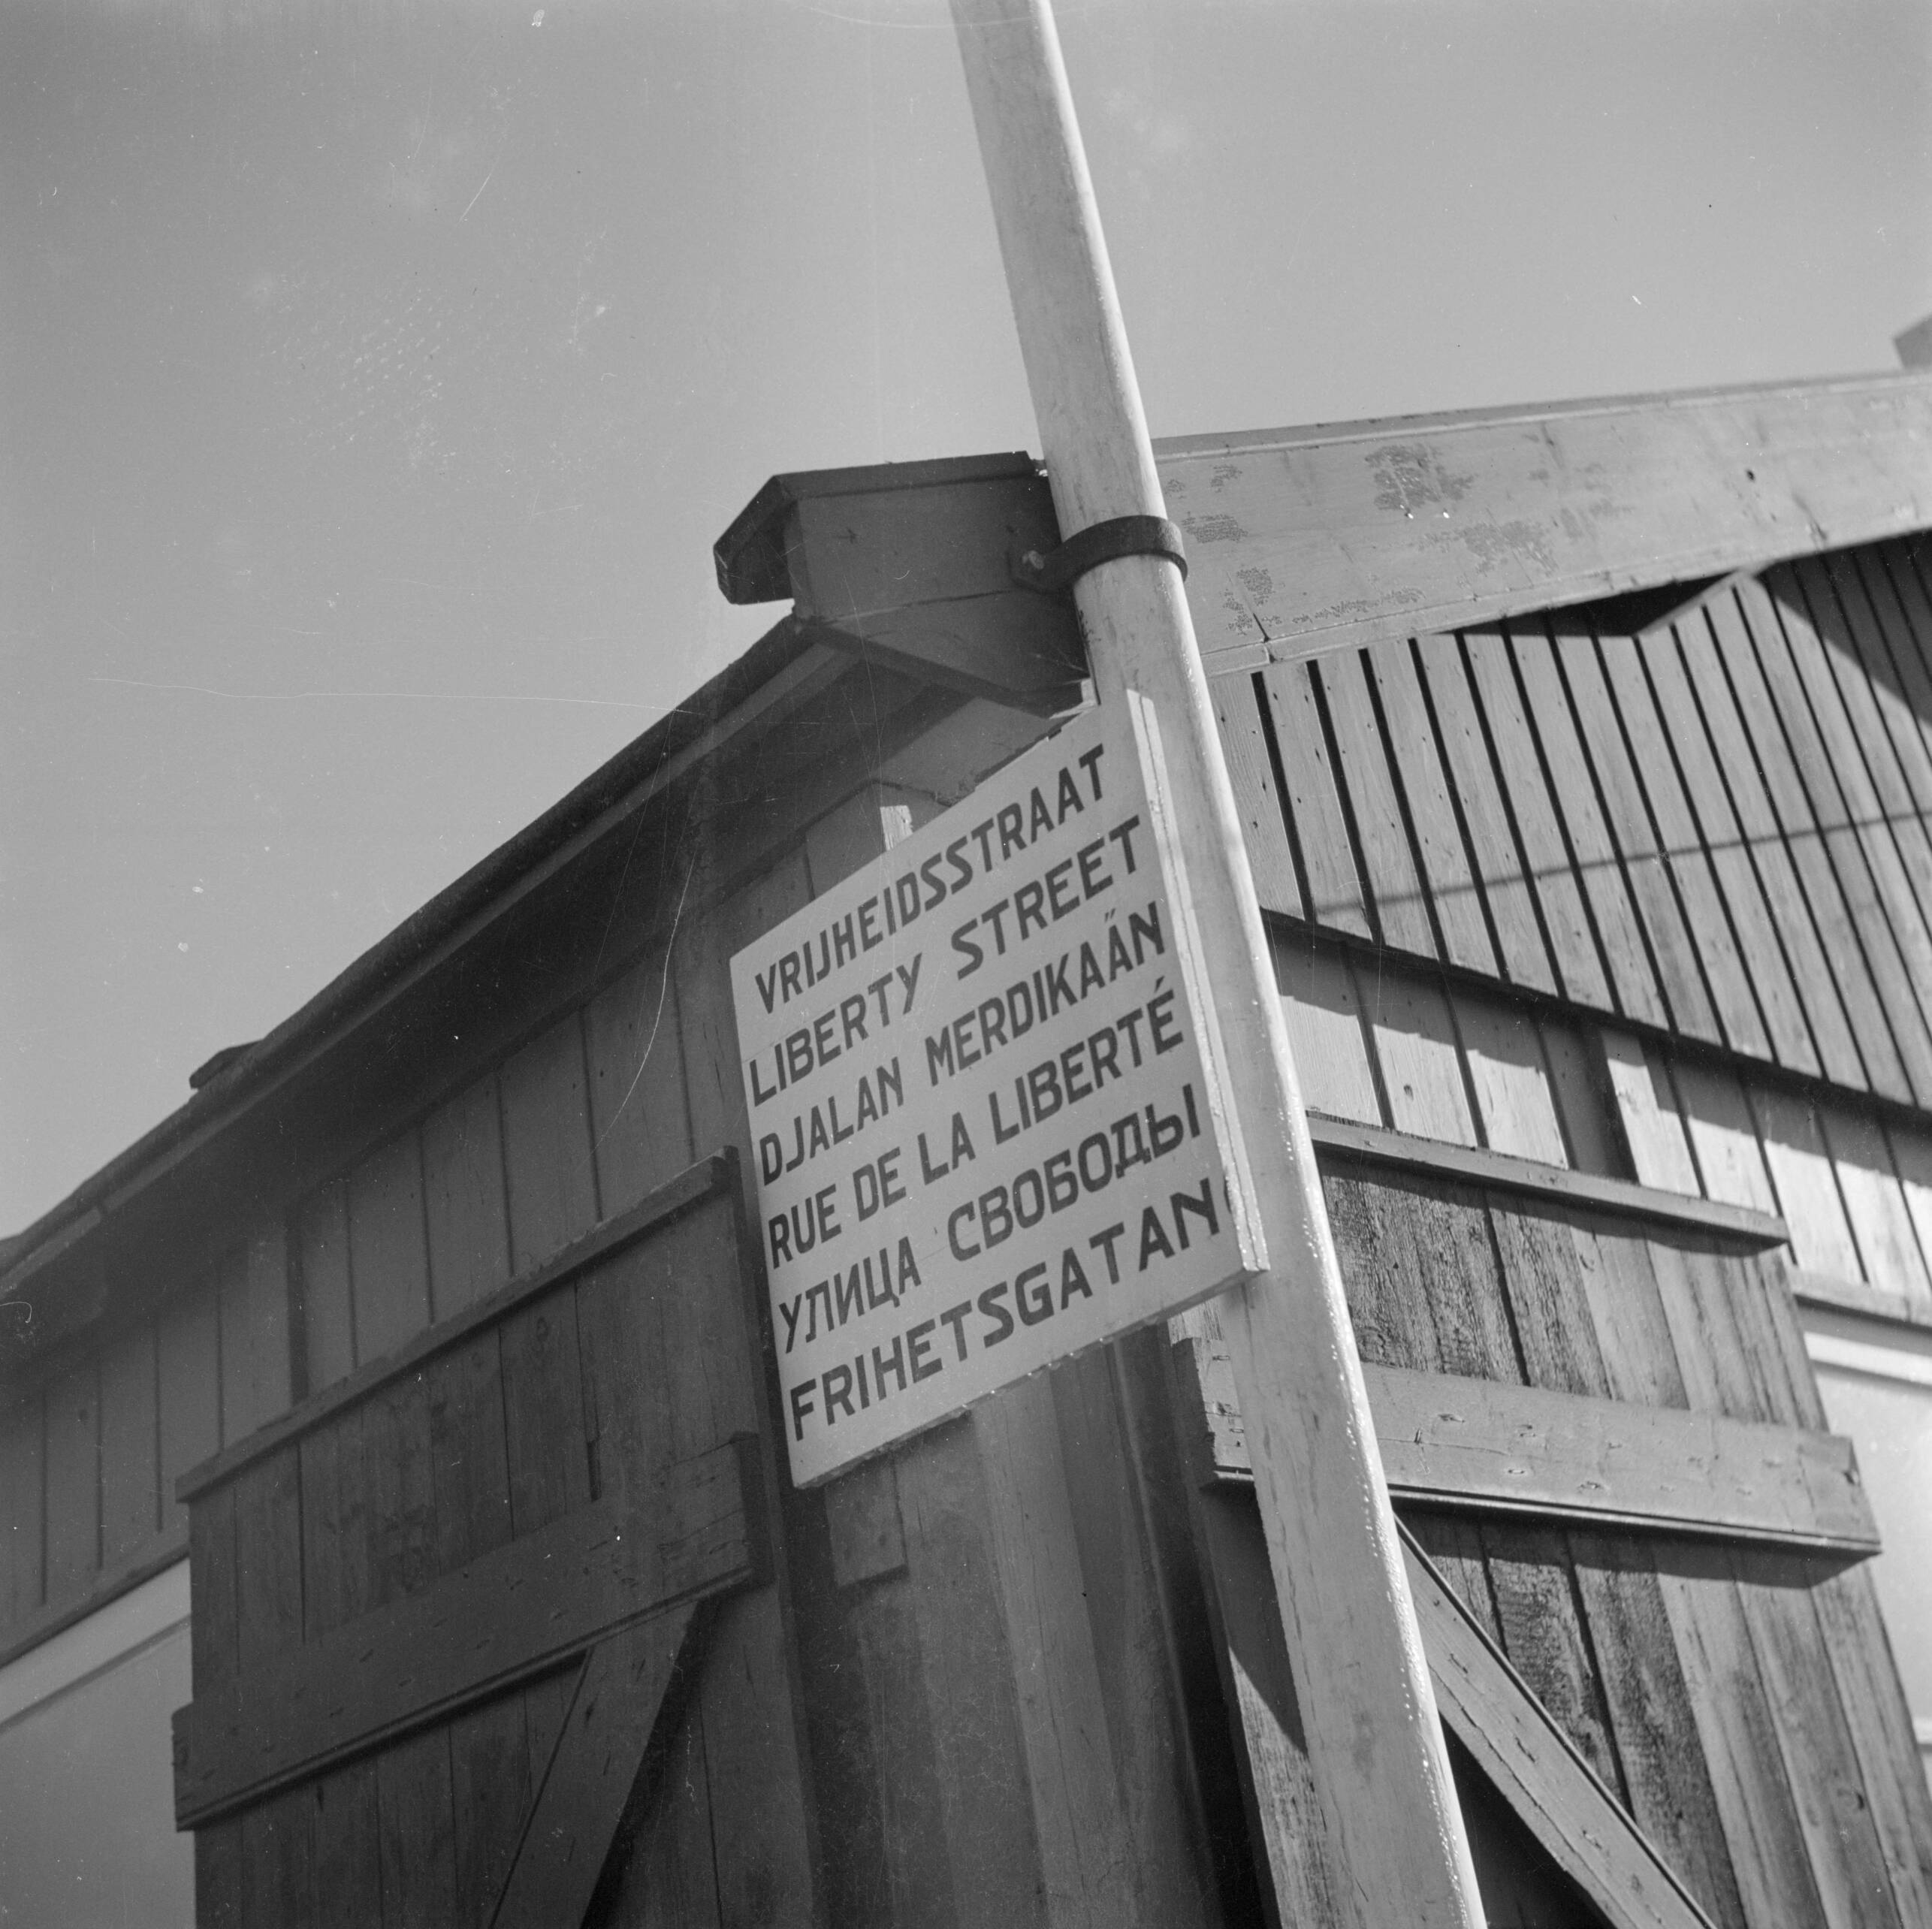 VRIJHEIDSSTRAAT
LIBERTY STREET
DJALAN MERDIKAÄN
RUE DE LA LIBERTÉ
УЛИЦА СВОБОДЫ
FRIHETSGATAN